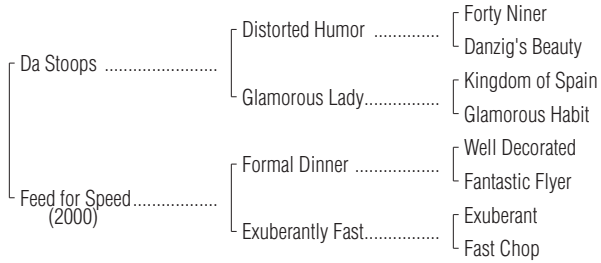 Forty Niner
Distorted Humor ...............
Danzig's Beauty
Da Stoops ......................
Kingdom of Spain
Glamorous Lady...............
Glamorous Habit
Well Decorated
Formal Dinner .................
Fantastic Flyer
Feed for Speed.................
(2000)
Exuberant
Exuberantly Fast...............
Fast Chop